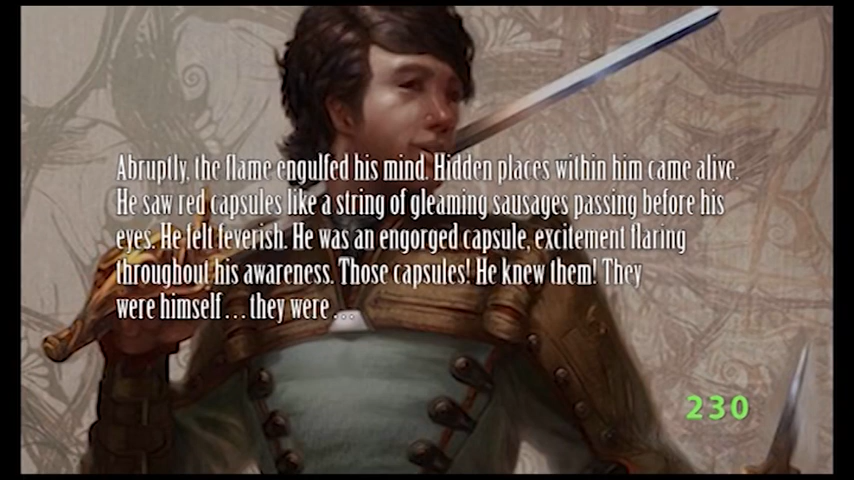 Abruptly, the flame engulfed his mind. Hidden places within him came alive.
He saw red capsules like a string of gleaming sausages passing before his
eyes. He felt feverish. He was an engorged capsule, excitement flaring
throughout his awareness. Those capsules! He knew them! They
were himself . . . they were . . .
230